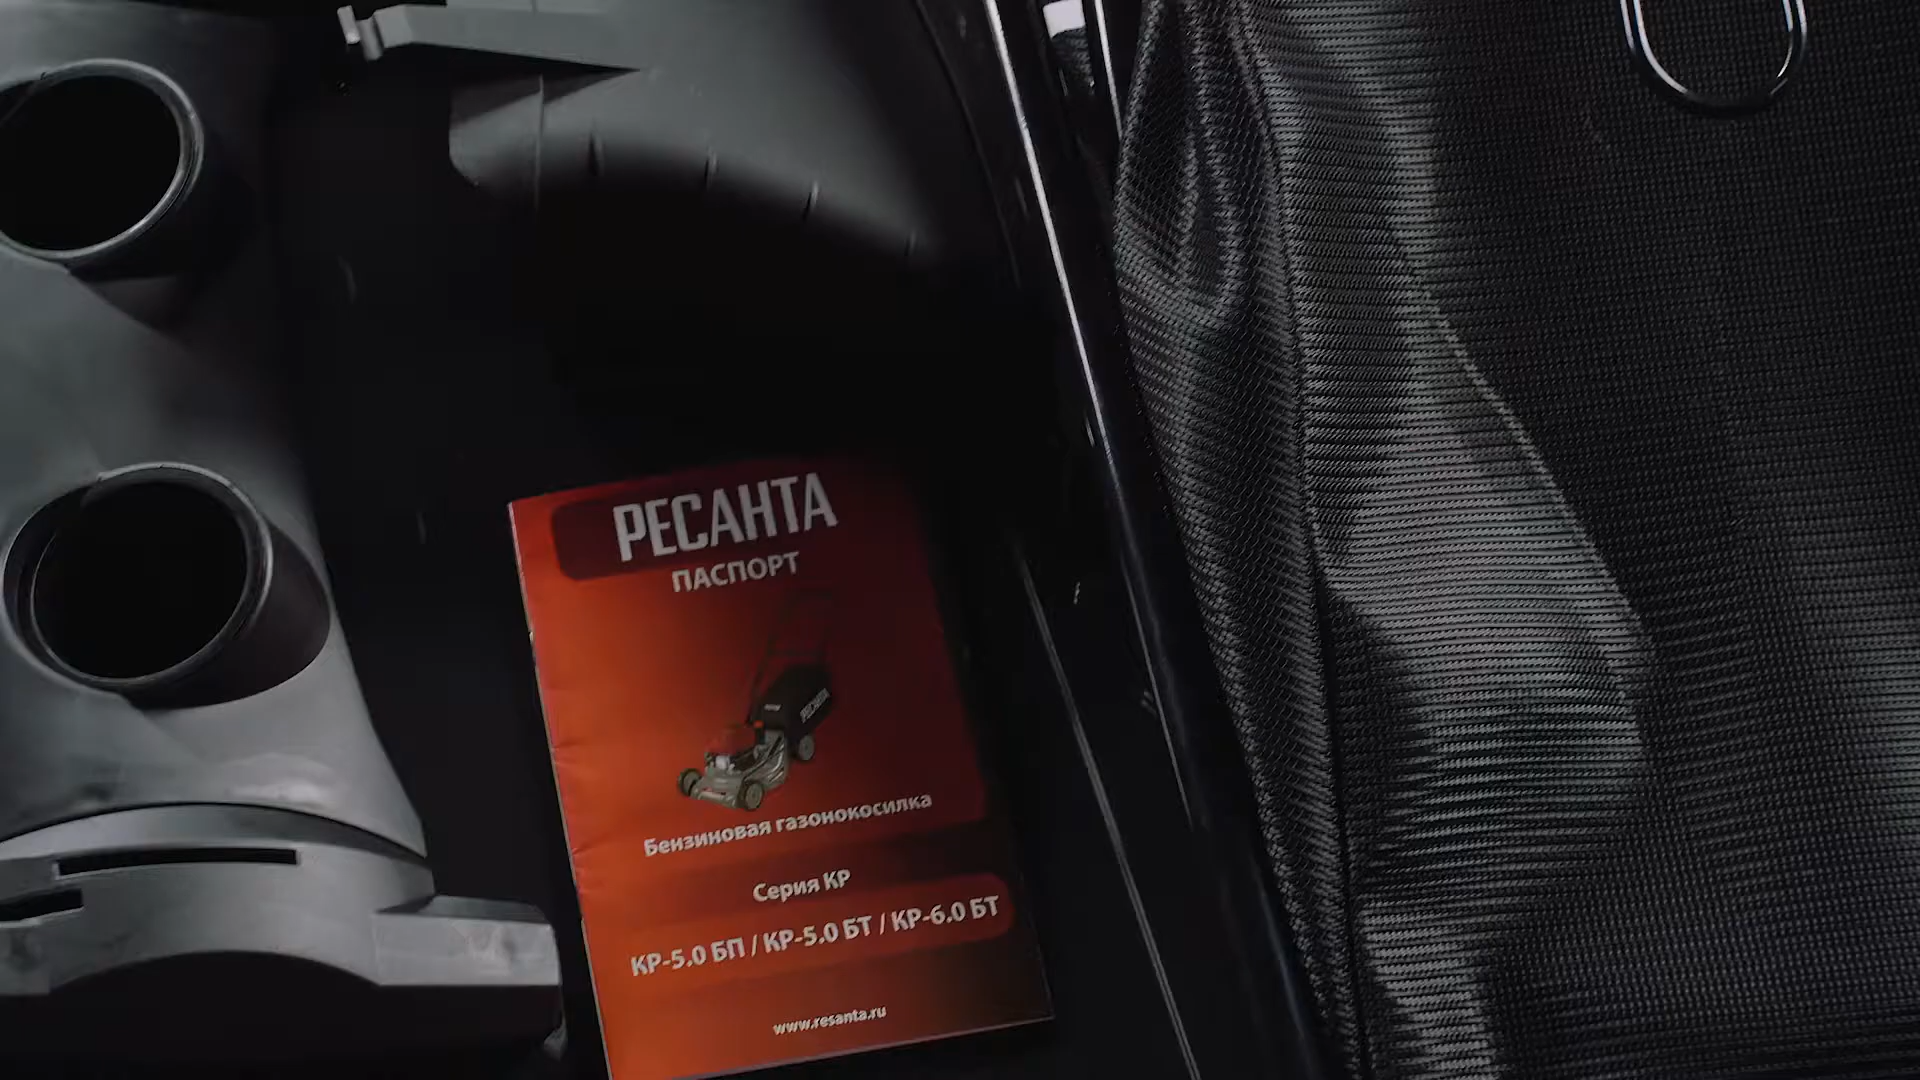 РЕСАНТА
ПАСПОРТ
РЕСАНТА
Бензиновая газонокосилка
Серия КР
КР-5.0 БП / КР-5.0 БТ / КР-6.0 БТ
www.resanta.ru